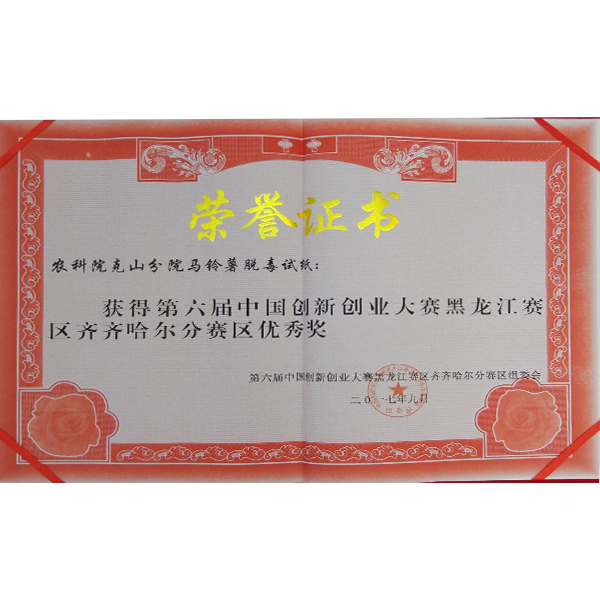 荣誉证书
农科院克山分院马铃薯脱毒试纸：
获得第六届中国创新创业大赛黑龙江赛
区齐齐哈尔分赛区优秀奖
第六届中国创新创业大赛黑龙江赛区齐齐哈尔分赛区组委会
二〇一七年九月
组委会